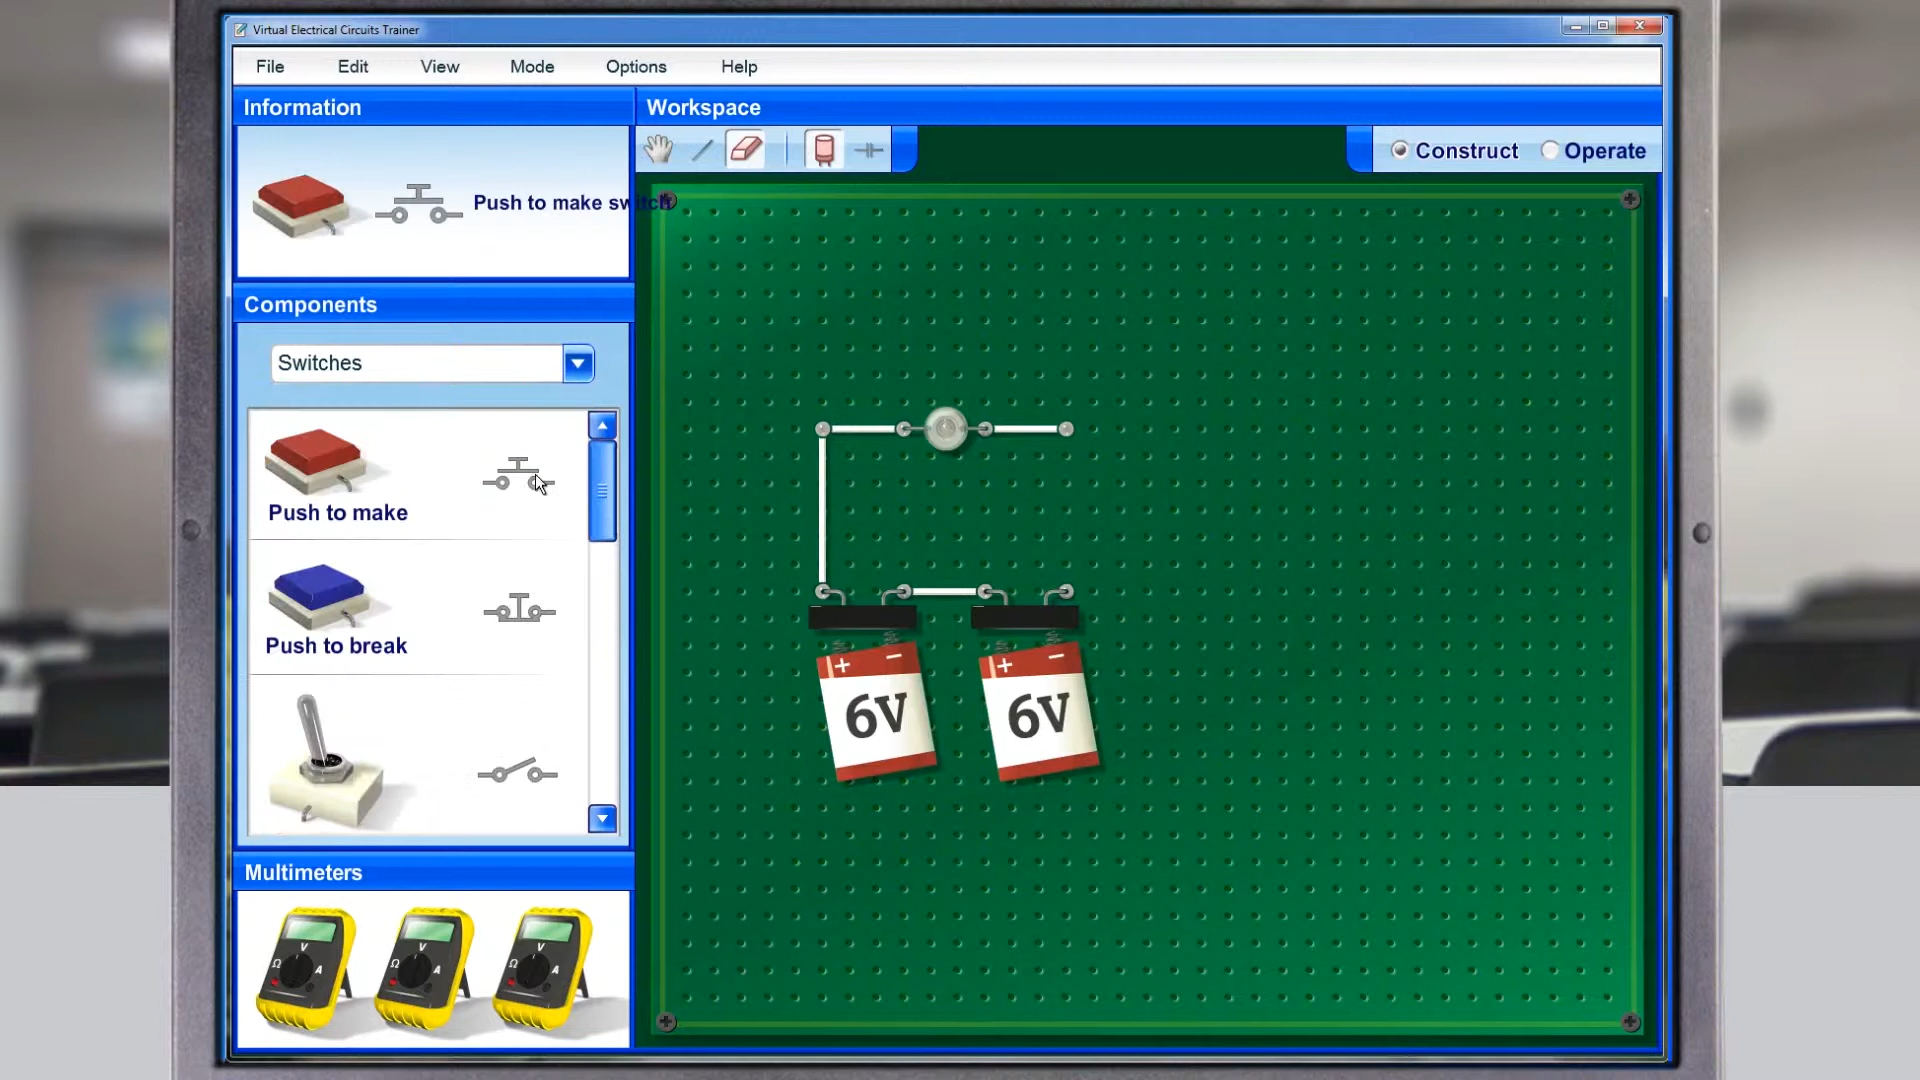 Virtual Electrical Circuits Trainer
File Edit View Mode Options Help
Information
Workspace
Construct Operate
Push to make switch
Components
Switches
Push to make
Push to break
+ −
6V
+ −
6V
Multimeters
V
Ω A
V
Ω A
V
Ω A